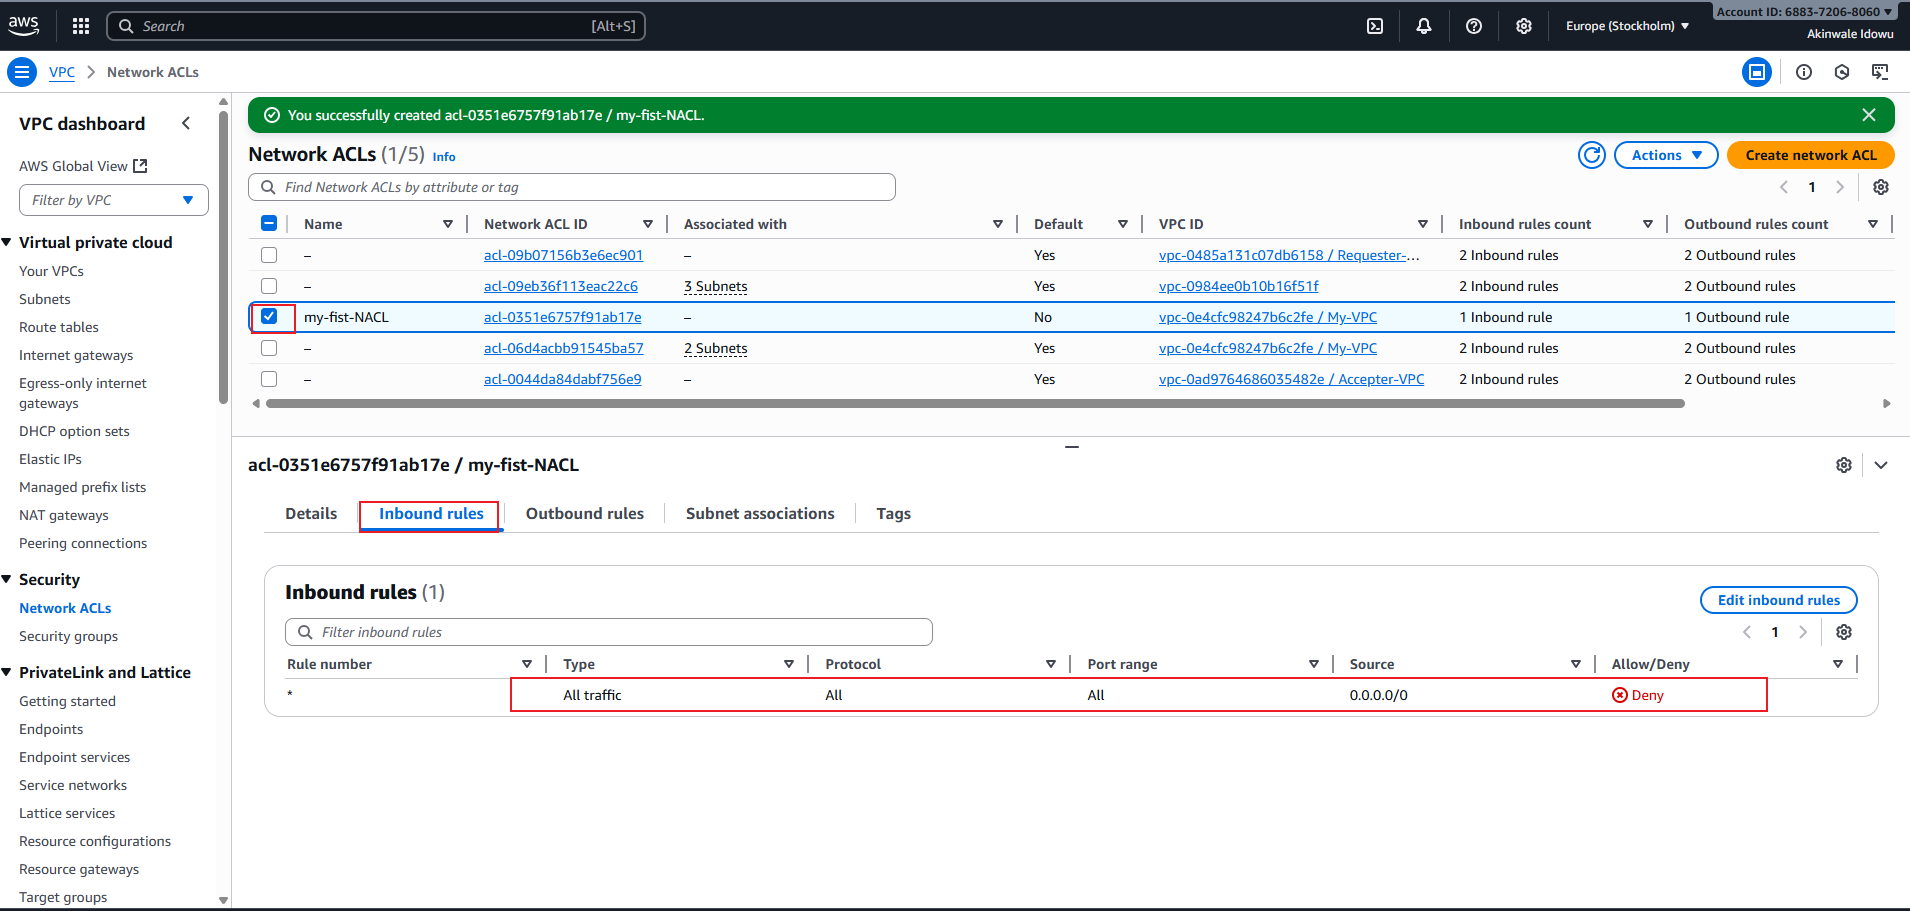 aws
Search [Alt+S]
Europe (Stockholm)
Account ID: 6883-7206-8060
Akinwale Idowu
VPC
Network ACLs
VPC dashboard
AWS Global View
Filter by VPC
Virtual private cloud
Your VPCs
Subnets
Route tables
Internet gateways
Egress-only internet
gateways
DHCP option sets
Elastic IPs
Managed prefix lists
NAT gateways
Peering connections
Security
Network ACLs
Security groups
PrivateLink and Lattice
Getting started
Endpoints
Endpoint services
Service networks
Lattice services
Resource configurations
Resource gateways
Target groups
You successfully created acl-0351e6757f91ab17e / my-fist-NACL.
Network ACLs (1/5) Info
Actions
Create network ACL
Find Network ACLs by attribute or tag
1
Name Network ACL ID Associated with Default VPC ID Inbound rules count Outbound rules count
– acl-09b07156b3e6ec901 – Yes vpc-0485a131c07db6158 / Requester-... 2 Inbound rules 2 Outbound rules
– acl-09eb36f113eac22c6 3 Subnets Yes vpc-0984ee0b10b16f51f 2 Inbound rules 2 Outbound rules
my-fist-NACL acl-0351e6757f91ab17e – No vpc-0e4cfc98247b6c2fe / My-VPC 1 Inbound rule 1 Outbound rule
– acl-06d4acbb91545ba57 2 Subnets Yes vpc-0e4cfc98247b6c2fe / My-VPC 2 Inbound rules 2 Outbound rules
– acl-0044da84dabf756e9 – Yes vpc-0ad9764686035482e / Accepter-VPC 2 Inbound rules 2 Outbound rules
acl-0351e6757f91ab17e / my-fist-NACL
Details Inbound rules Outbound rules Subnet associations Tags
Inbound rules (1)
Edit inbound rules
Filter inbound rules
1
Rule number Type Protocol Port range Source Allow/Deny
* All traffic All All 0.0.0.0/0 Deny